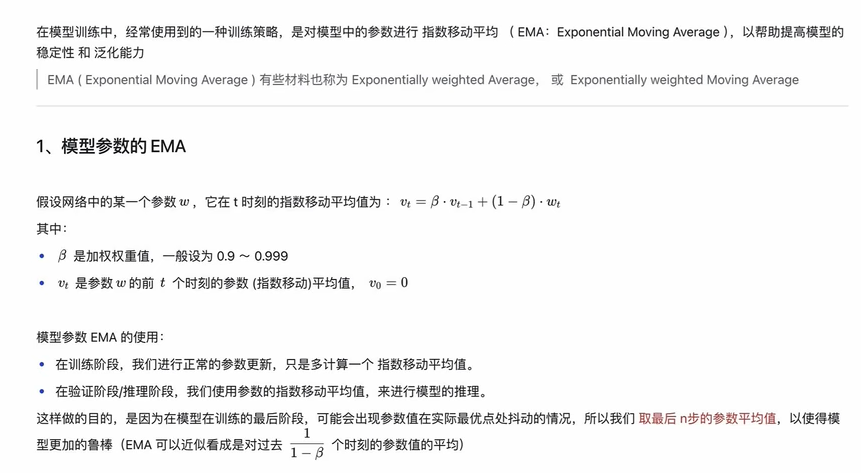 在模型训练中，经常使用到的一种训练策略，是对模型中的参数进行 指数移动平均 （ EMA：Exponential Moving Average ），以帮助提高模型的
稳定性 和 泛化能力
EMA ( Exponential Moving Average ) 有些材料也称为 Exponentially weighted Average， 或 Exponentially weighted Moving Average
1、模型参数的 EMA
假设网络中的某一个参数 w ，它在 t 时刻的指数移动平均值为 ： v_t = β · v_{t−1} + (1 − β) · w_t
其中：
• β 是加权权重值，一般设为 0.9 ～ 0.999
• v_t 是参数 w 的前 t 个时刻的参数 (指数移动)平均值， v_0 = 0
模型参数 EMA 的使用：
• 在训练阶段，我们进行正常的参数更新，只是多计算一个 指数移动平均值。
• 在验证阶段/推理阶段，我们使用参数的指数移动平均值，来进行模型的推理。
这样做的目的，是因为在模型在训练的最后阶段，可能会出现参数值在实际最优点处抖动的情况，所以我们 取最后 n步的参数平均值，以使得模
型更加的鲁棒（EMA 可以近似看成是对过去 1/(1 − β) 个时刻的参数值的平均）